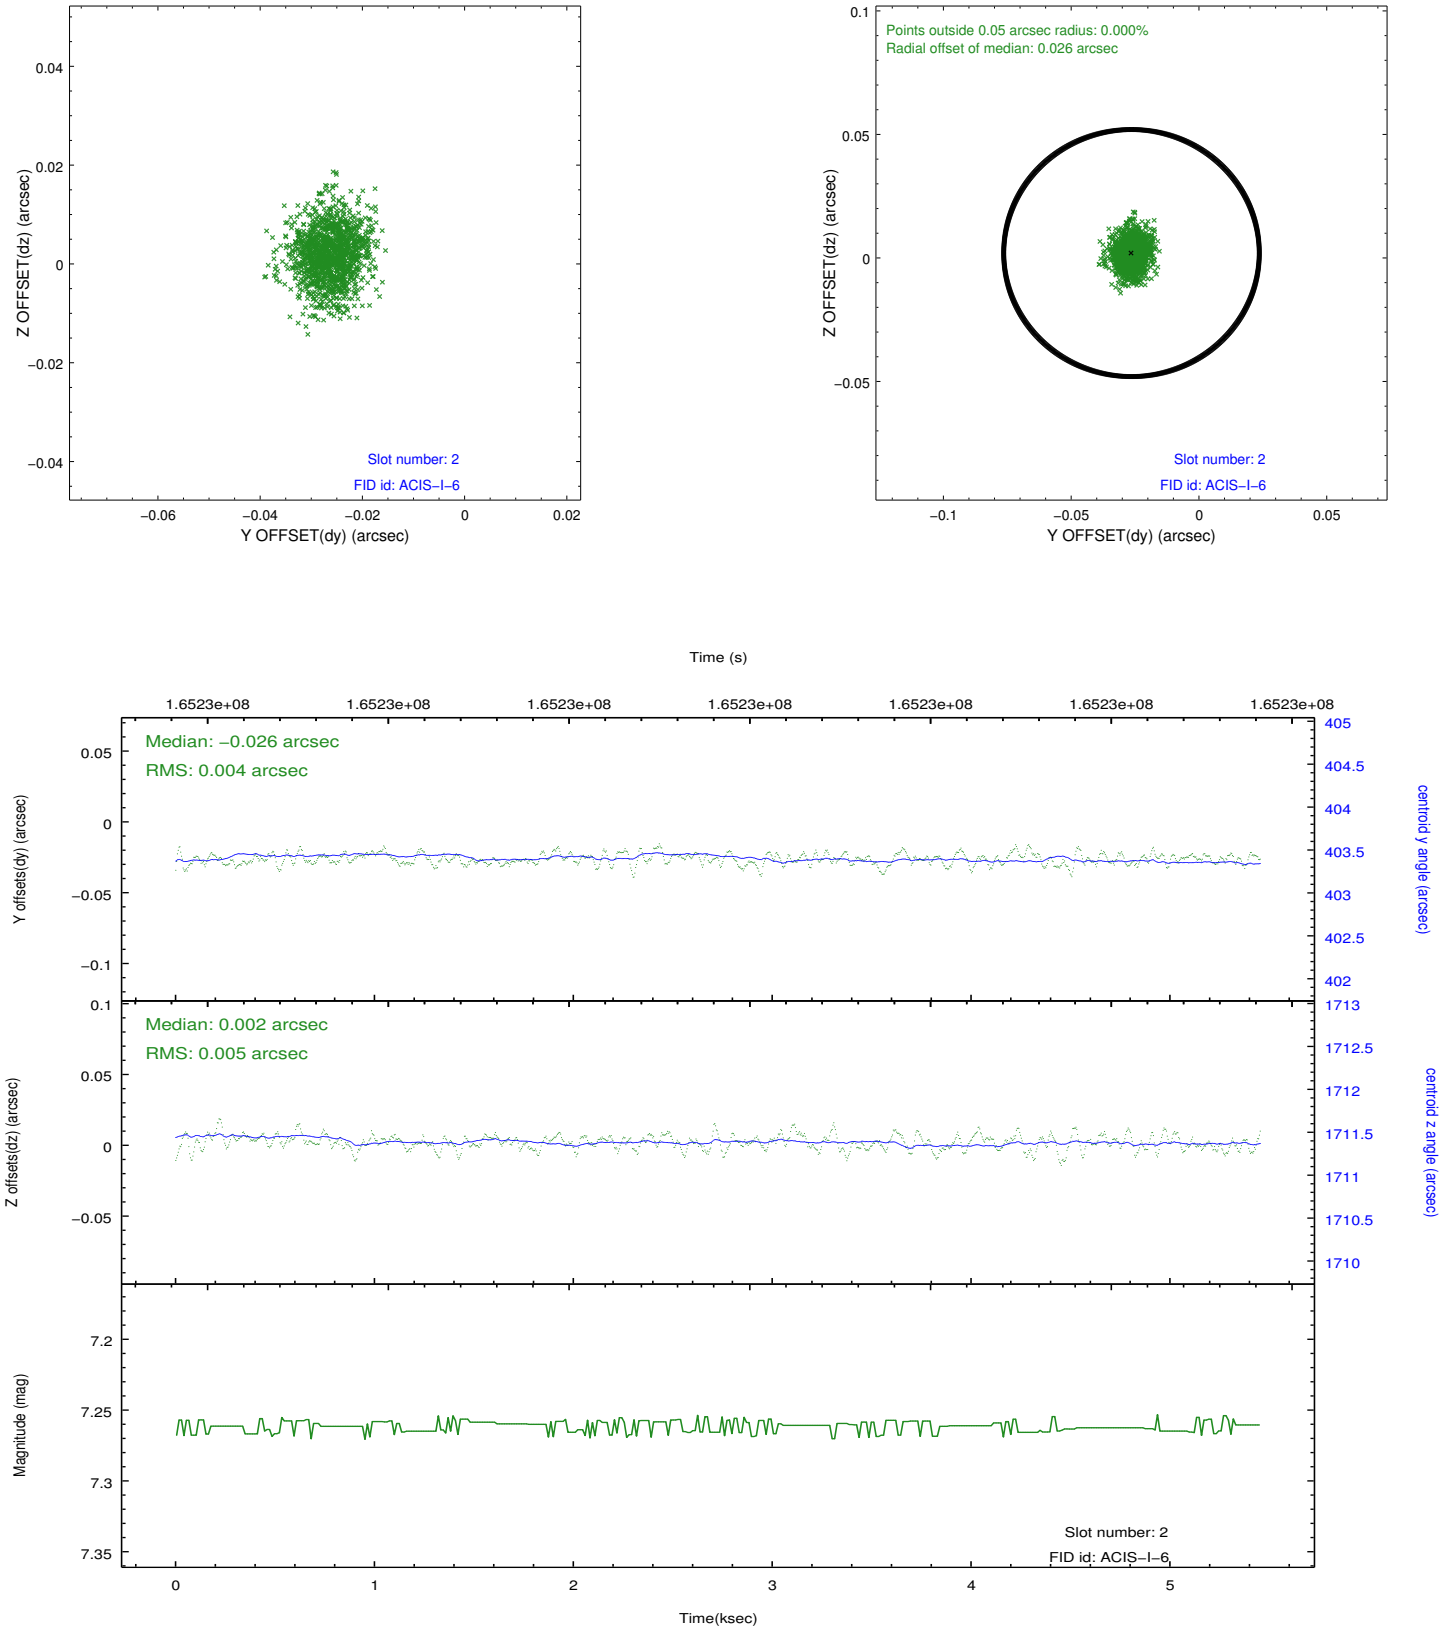 0.04
0.02
0
−0.02
−0.04
Z OFFSET(dz) (arcsec)
Slot number: 2
FID id: ACIS−I−6
−0.06
−0.04
−0.02
0
0.02
Y OFFSET(dy) (arcsec)
Points outside 0.05 arcsec radius: 0.000%
Radial offset of median: 0.026 arcsec
0.1
0.05
0
−0.05
Z OFFSET(dz) (arcsec)
Slot number: 2
FID id: ACIS−I−6
−0.1
−0.05
0
0.05
Y OFFSET(dy) (arcsec)
Time (s)
1.6523e+08
1.6523e+08
1.6523e+08
1.6523e+08
1.6523e+08
1.6523e+08
1.6523e+08
Median: −0.026 arcsec
RMS: 0.004 arcsec
0.05
0
−0.05
−0.1
Y offsets(dy) (arcsec)
405
404.5
404
403.5
403
402.5
402
centroid y angle (arcsec)
Median: 0.002 arcsec
RMS: 0.005 arcsec
0.1
0.05
0
−0.05
Z offsets(dz) (arcsec)
1713
1712.5
1712
1711.5
1711
1710.5
1710
centroid z angle (arcsec)
7.2
7.25
7.3
7.35
Magnitude (mag)
Slot number: 2
FID id: ACIS−I−6
0
1
2
3
4
5
Time(ksec)